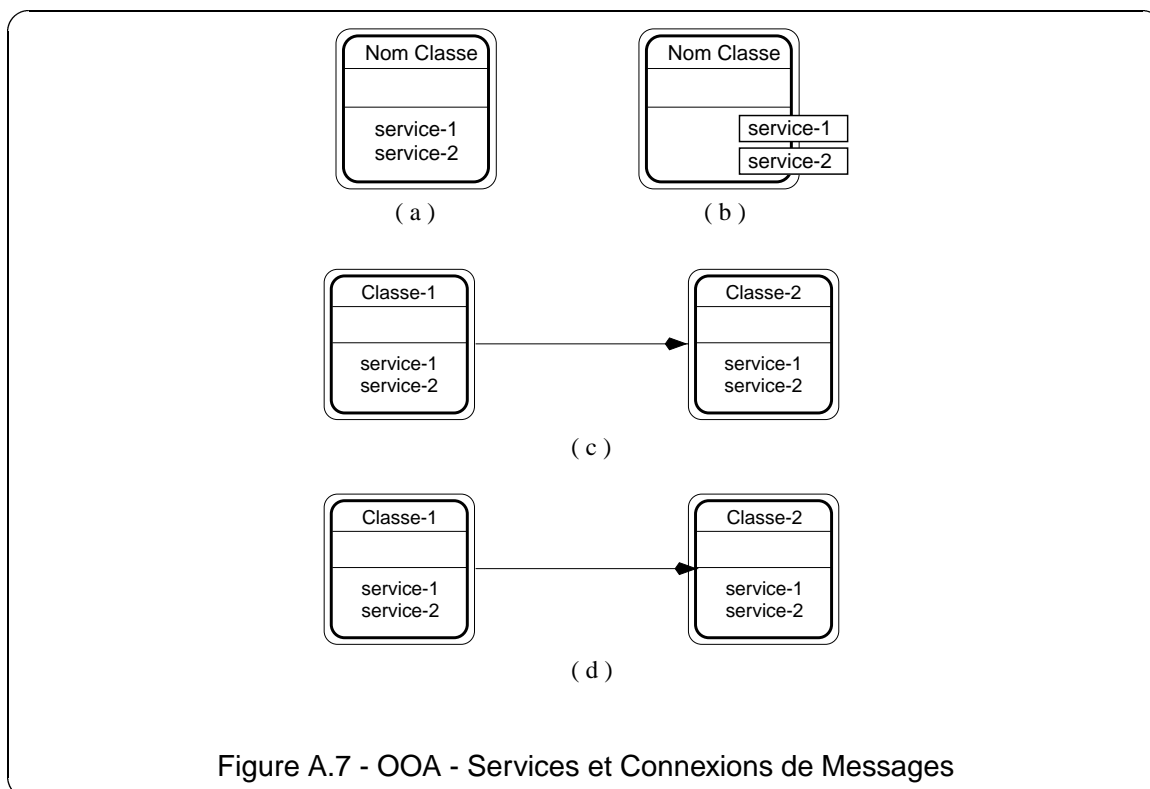 Nom Classe
service-1
service-2
( a )
Nom Classe
service-1
service-2
( b )
Classe-1
service-1
service-2
Classe-2
service-1
service-2
( c )
Classe-1
service-1
service-2
Classe-2
service-1
service-2
( d )
Figure A.7 - OOA - Services et Connexions de Messages